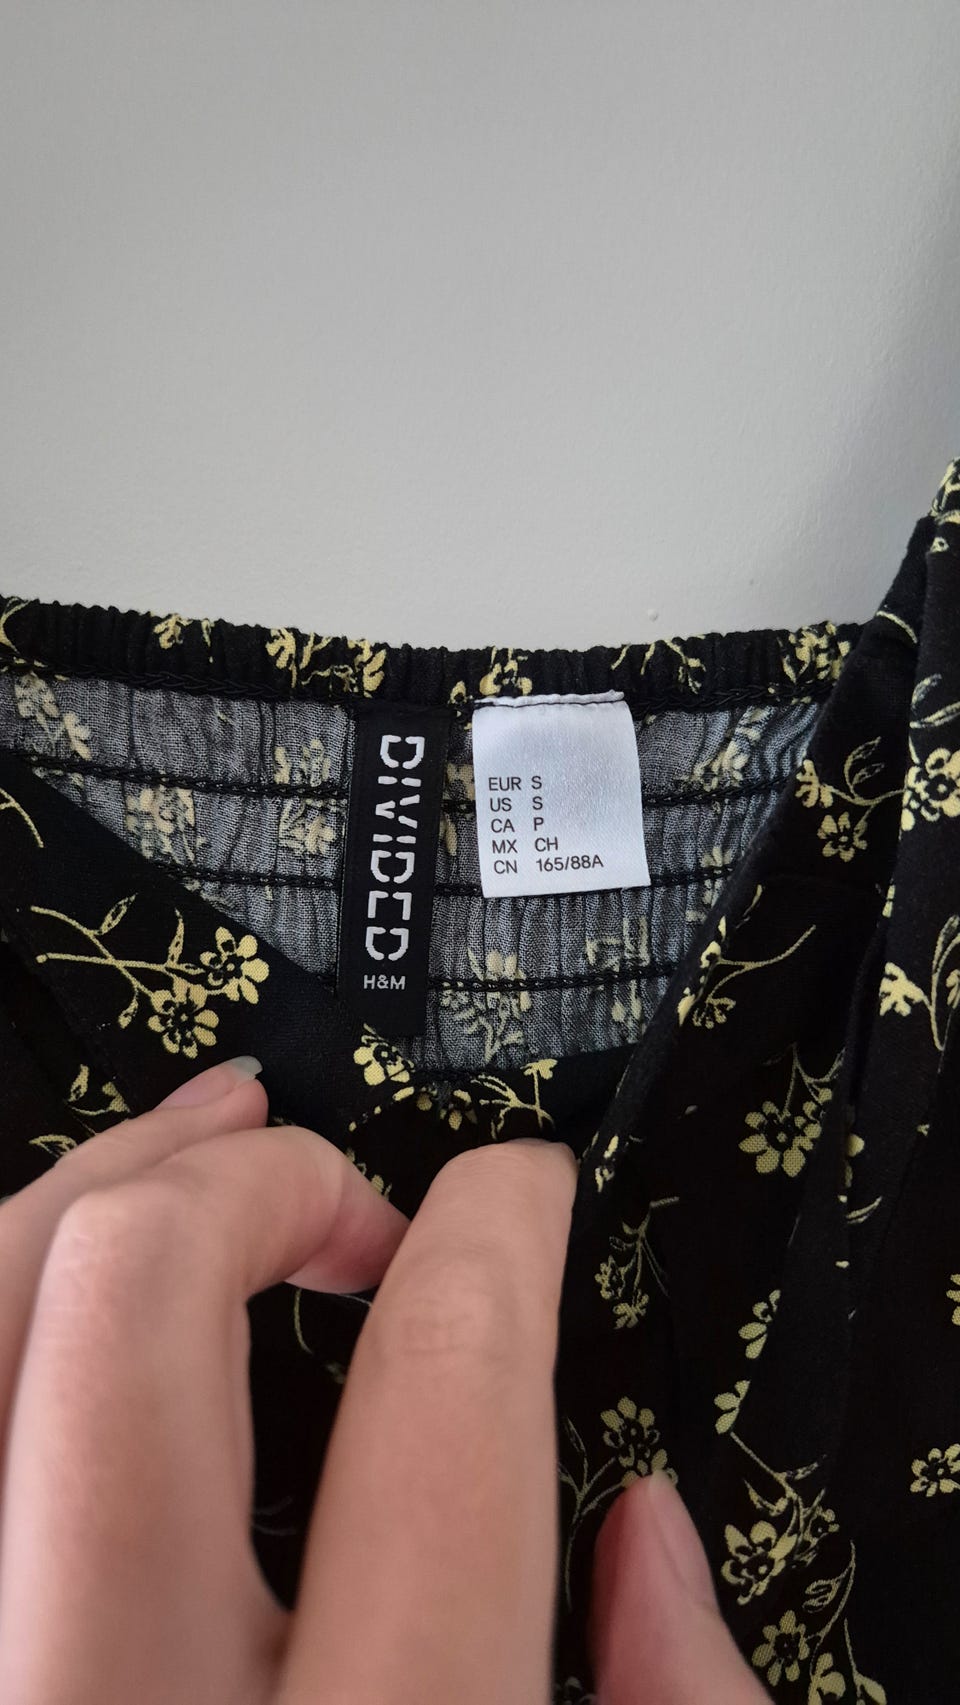 DIVIDED
H&M
EUR S
US S
CA P
MX CH
CN 165/88A